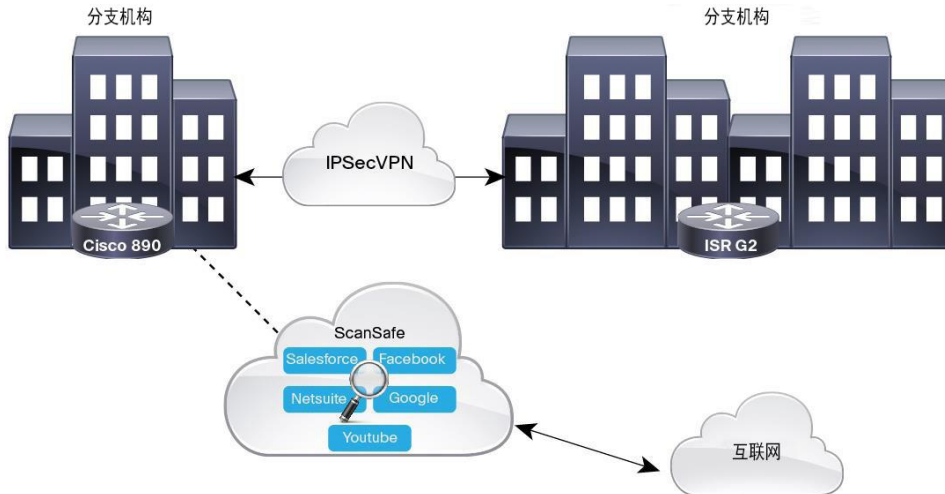 分支机构
分支机构
IPSecVPN
Cisco 890
ISR G2
ScanSafe
Salesforce
Facebook
Netsuite
Google
Youtube
互联网